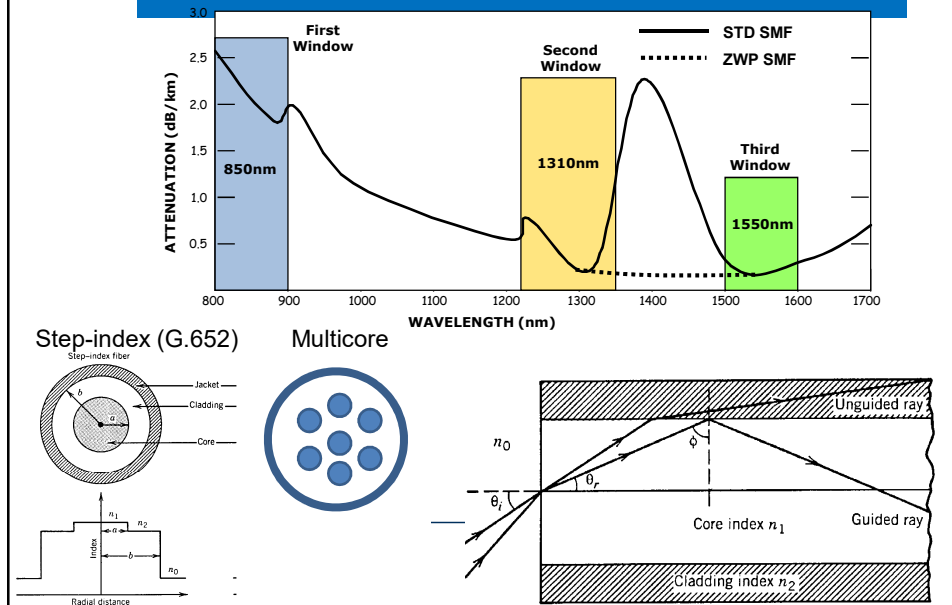 3.0
2.5
2.0
1.5
1.0
0.5
ATTENUATION (dB/km)
First
Window
850nm
Second
Window
1310nm
Third
Window
1550nm
STD SMF
ZWP SMF
800 900 1000 1100 1200 1300 1400 1500 1600 1700
WAVELENGTH (nm)
Step-index (G.652)
Multicore
Step-index fiber
Jacket
Cladding
Core
b
a
n1
n2
a
b
n0
Index
Radial distance
n0
θi
θr
ϕ
Unguided ray
Core index n1
Guided ray
Cladding index n2